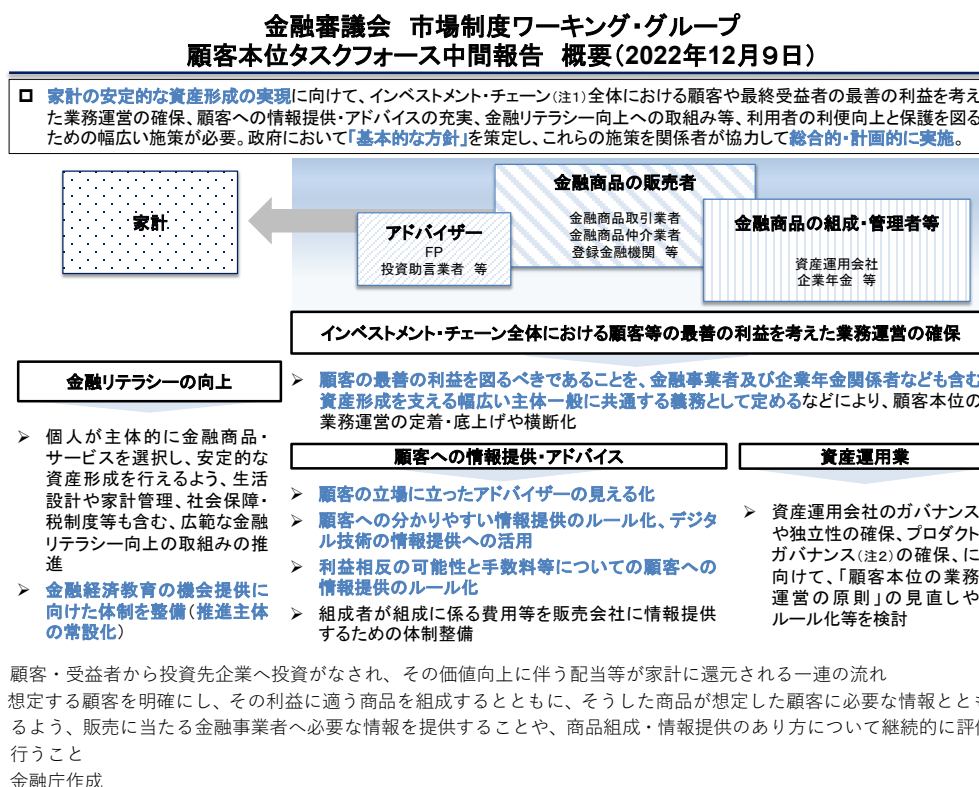 金融審議会 市場制度ワーキング・グループ
顧客本位タスクフォース中間報告 概要（2022年12月９日）
家計の安定的な資産形成の実現に向けて、インベストメント・チェーン（注1）全体における顧客や最終受益者の最善の利益を考え
た業務運営の確保、顧客への情報提供・アドバイスの充実、金融リテラシー向上への取組み等、利用者の利便向上と保護を図る
ための幅広い施策が必要。政府において「基本的な方針」を策定し、これらの施策を関係者が協力して総合的・計画的に実施。
家計
アドバイザー
FP
投資助言業者 等
金融商品の販売者
金融商品取引業者
金融商品仲介業者
登録金融機関 等
金融商品の組成・管理者等
資産運用会社
企業年金 等
インベストメント・チェーン全体における顧客等の最善の利益を考えた業務運営の確保
➢ 顧客の最善の利益を図るべきであることを、金融事業者及び企業年金関係者なども含む
資産形成を支える幅広い主体一般に共通する義務として定めるなどにより、顧客本位の
業務運営の定着・底上げや横断化
金融リテラシーの向上
➢ 個人が主体的に金融商品・
サービスを選択し、安定的な
資産形成を行えるよう、生活
設計や家計管理、社会保障・
税制度等も含む、広範な金融
リテラシー向上の取組みの推
進
➢ 金融経済教育の機会提供に
向けた体制を整備（推進主体
の常設化）
顧客への情報提供・アドバイス
➢ 顧客の立場に立ったアドバイザーの見える化
➢ 顧客への分かりやすい情報提供のルール化、デジタ
ル技術の情報提供への活用
➢ 利益相反の可能性と手数料等についての顧客への
情報提供のルール化
➢ 組成者が組成に係る費用等を販売会社に情報提供
するための体制整備
資産運用業
➢ 資産運用会社のガバナンス
や独立性の確保、プロダクト
ガバナンス（注2）の確保、に
向けて、「顧客本位の業務
運営の原則」の見直しや
ルール化等を検討
顧客・受益者から投資先企業へ投資がなされ、その価値向上に伴う配当等が家計に還元される一連の流れ
想定する顧客を明確にし、その利益に適う商品を組成するとともに、そうした商品が想定した顧客に必要な情報ととも
るよう、販売に当たる金融事業者へ必要な情報を提供することや、商品組成・情報提供のあり方について継続的に評
行うこと
金融庁作成